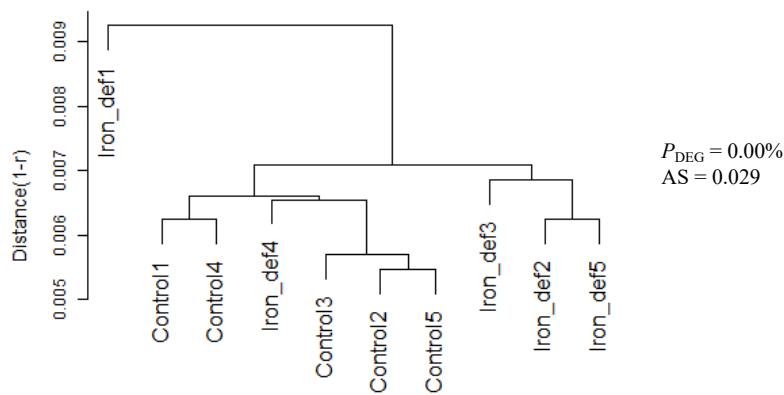 0.009
0.008
0.007
0.006
0.005
Distance(1-r)
Iron_def1
Control1
Control4
Iron_def4
Control3
Control2
Control5
Iron_def3
Iron_def2
Iron_def5
P_DEG = 0.00%
AS = 0.029